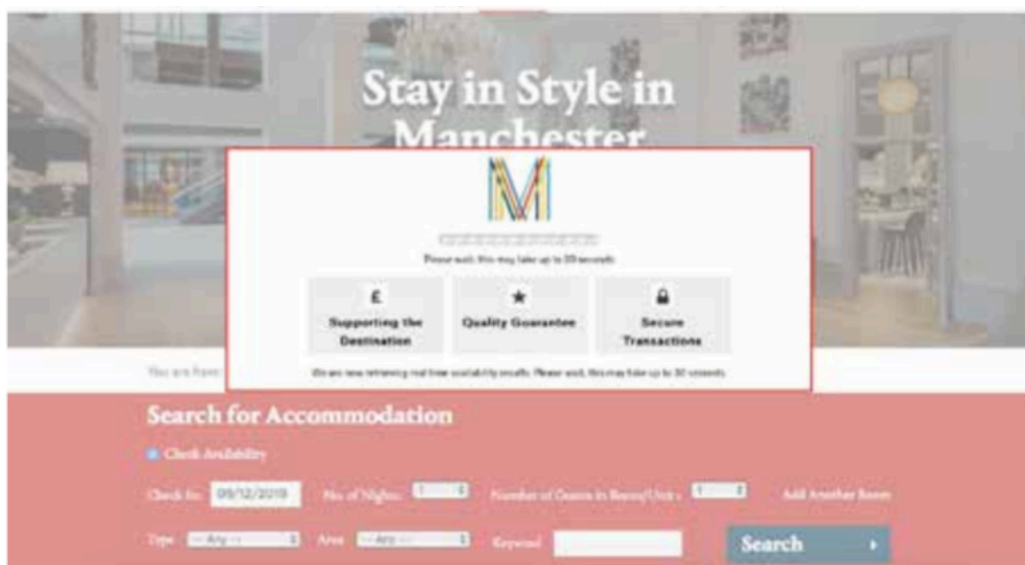 Stay in Style in
Manchester
M
Please wait, this may take up to 30 seconds
£
Supporting the
Destination
Quality Guarantee
Secure
Transactions
We are now retrieving real time availability results. Please wait, this may take up to 30 seconds
You are here:
Search for Accommodation
Check Availability
Check In: 09/12/2019 No. of Nights: 1 Number of Guests in Room/Unit : 1 Add Another Room
Type -- Any -- Area -- Any -- Keyword Search